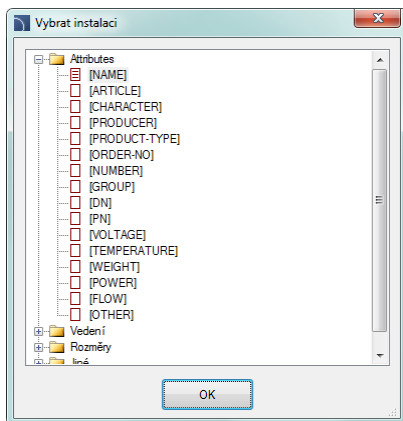 Vybrat instalaci
Attributes
[NAME]
[ARTICLE]
[CHARACTER]
[PRODUCER]
[PRODUCT-TYPE]
[ORDER-NO]
[NUMBER]
[GROUP]
[DN]
[PN]
[VOLTAGE]
[TEMPERATURE]
[WEIGHT]
[POWER]
[FLOW]
[OTHER]
Vedení
Rozměry
Jiné
OK